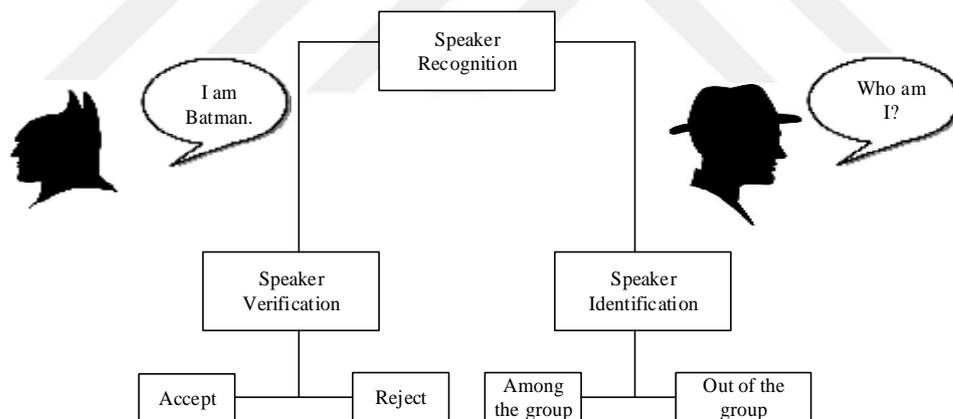 Speaker
Recognition
I am
Batman.
Who am
I?
Speaker
Verification
Speaker
Identification
Accept
Reject
Among
the group
Out of the
group